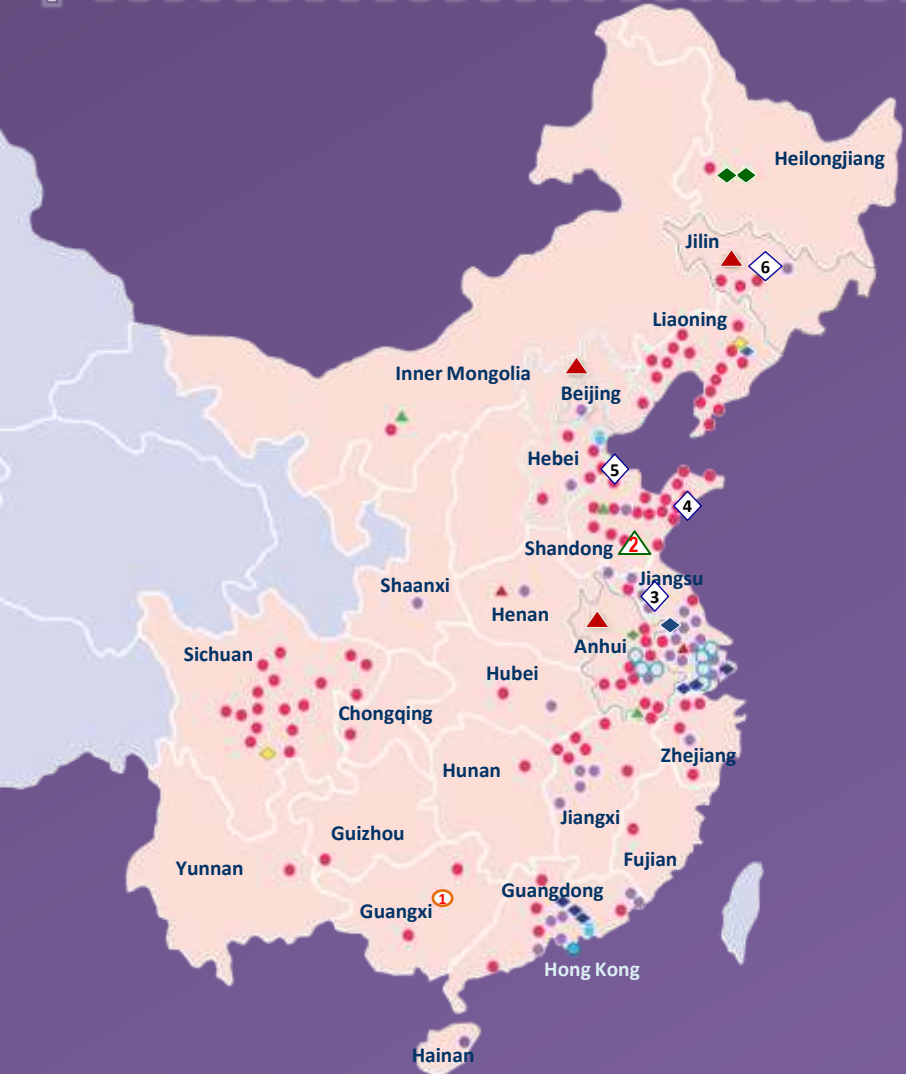 Heilongjiang
Jilin
6
Liaoning
Inner Mongolia
Beijing
Hebei
5
4
Shandong
2
Jiangsu
Shaanxi
3
Henan
Anhui
Sichuan
Hubei
Chongqing
Zhejiang
Hunan
Jiangxi
Guizhou
Fujian
Yunnan
Guangdong
1
Guangxi
Hong Kong
Hainan